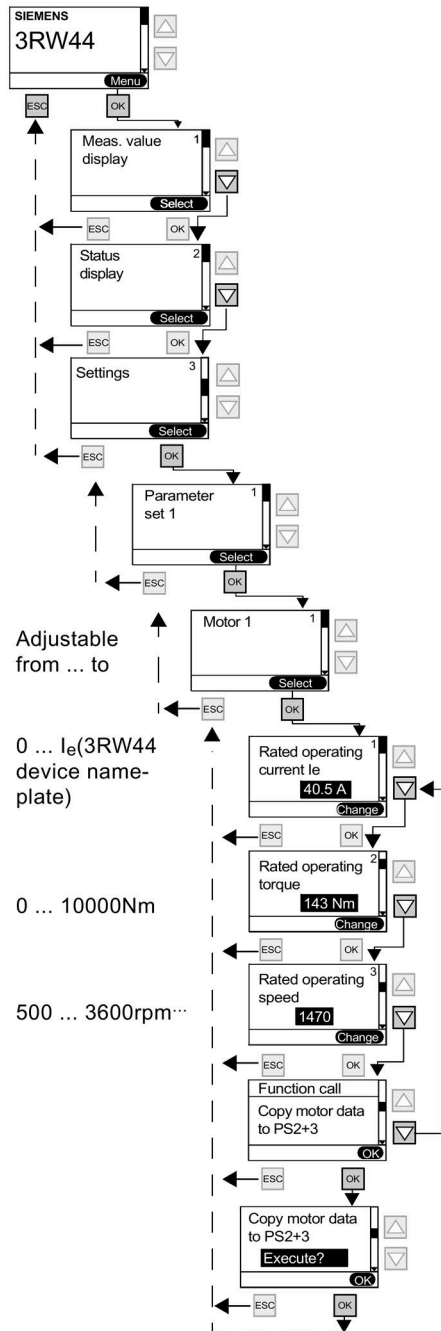 SIEMENS
3RW44
Menu
ESC OK
Meas. value 1
display
Select
ESC OK
Status 2
display
Select
ESC OK
Settings 3
Select
ESC OK
Parameter 1
set 1
Select
ESC OK
Motor 1 1
Select
ESC OK
Adjustable
from ... to
0 ... Ie(3RW44
device name-
plate)
Rated operating 1
current Ie
40.5 A
Change
ESC OK
0 ... 10000Nm
Rated operating 2
torque
143 Nm
Change
ESC OK
500 ... 3600rpm...
Rated operating 3
speed
1470
Change
ESC OK
Function call
Copy motor data
to PS2+3
OK
ESC OK
Copy motor data
to PS2+3
Execute?
OK
ESC OK